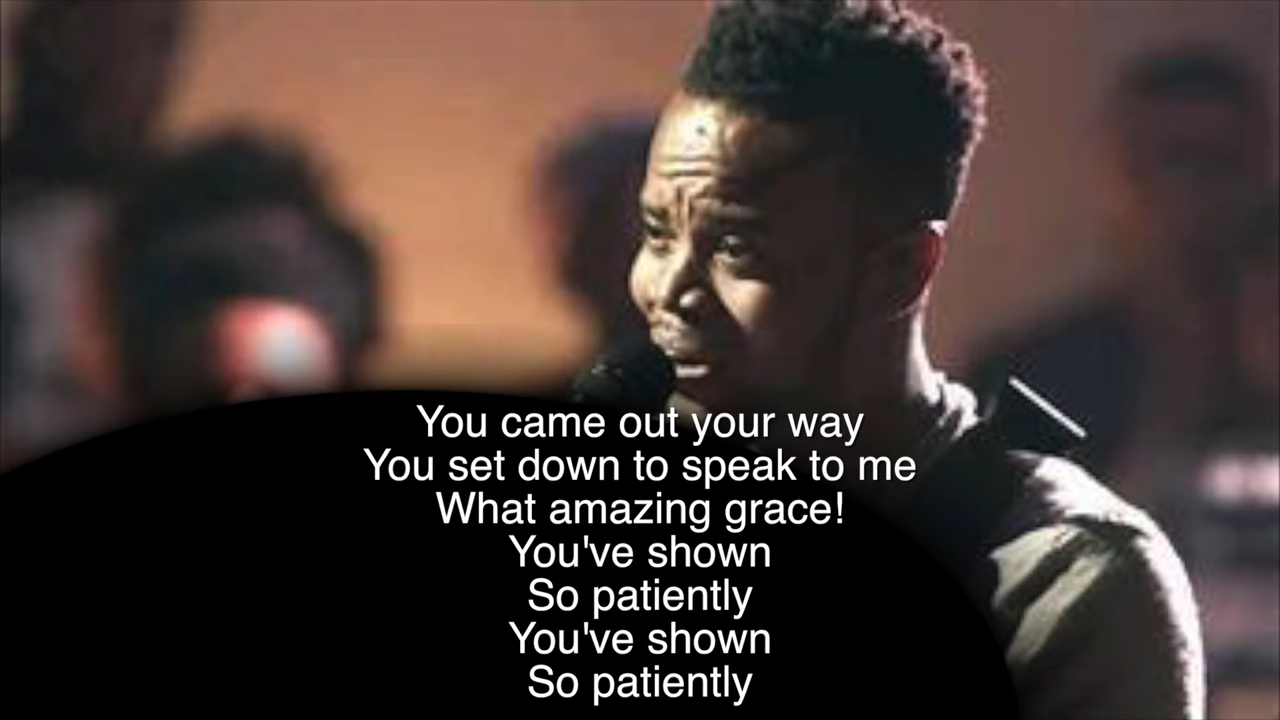 You came out your way
You set down to speak to me
What amazing grace!
You've shown
So patiently
You've shown
So patiently